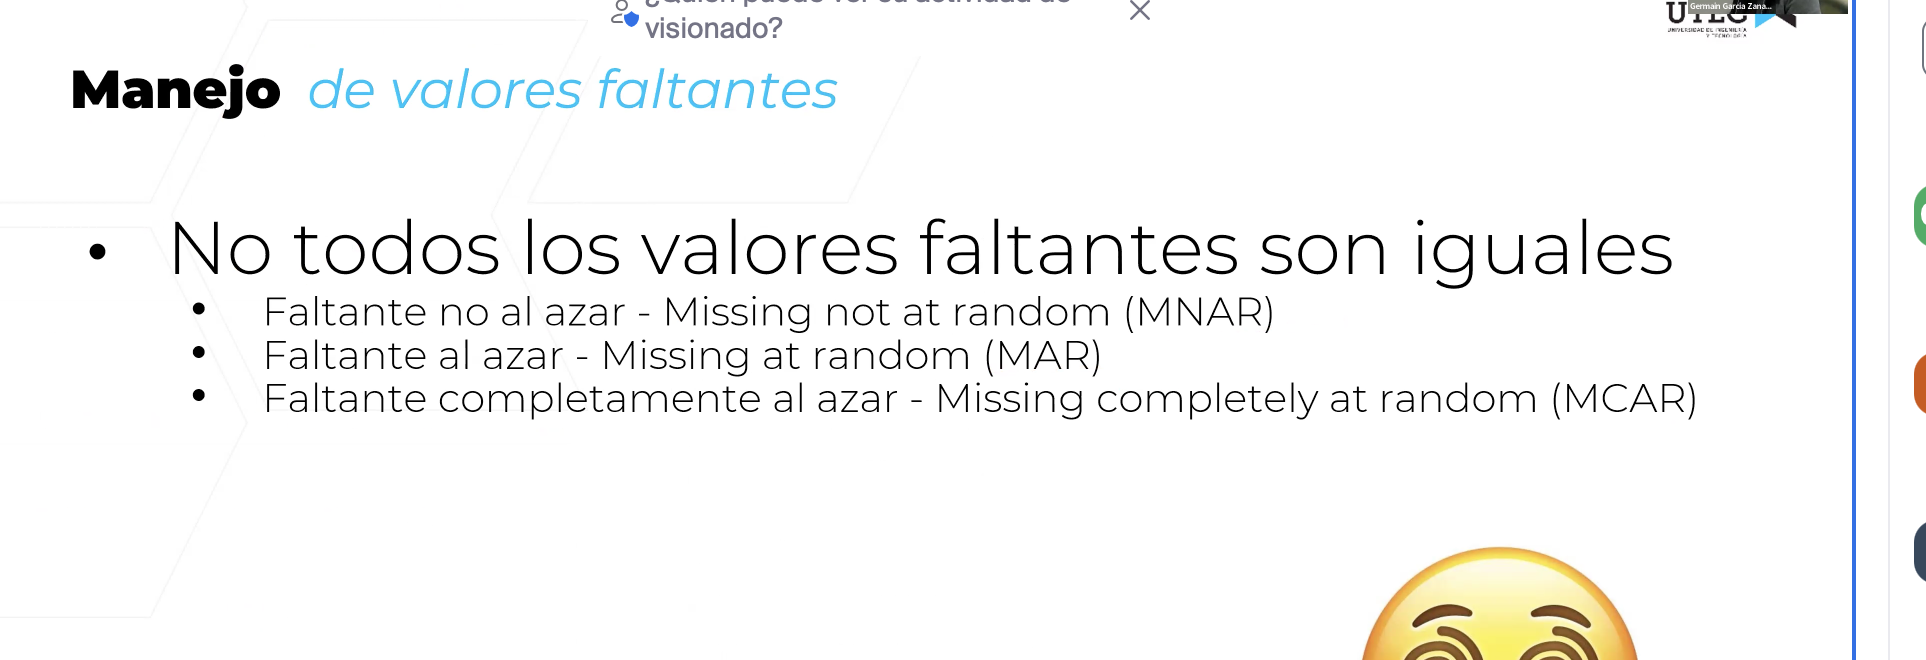 visionado?
Germain Garcia Zana...
UTEC
UNIVERSIDAD DE INGENIERÍA
Y TECNOLOGÍA
Manejo de valores faltantes
• No todos los valores faltantes son iguales
• Faltante no al azar - Missing not at random (MNAR)
• Faltante al azar - Missing at random (MAR)
• Faltante completamente al azar - Missing completely at random (MCAR)